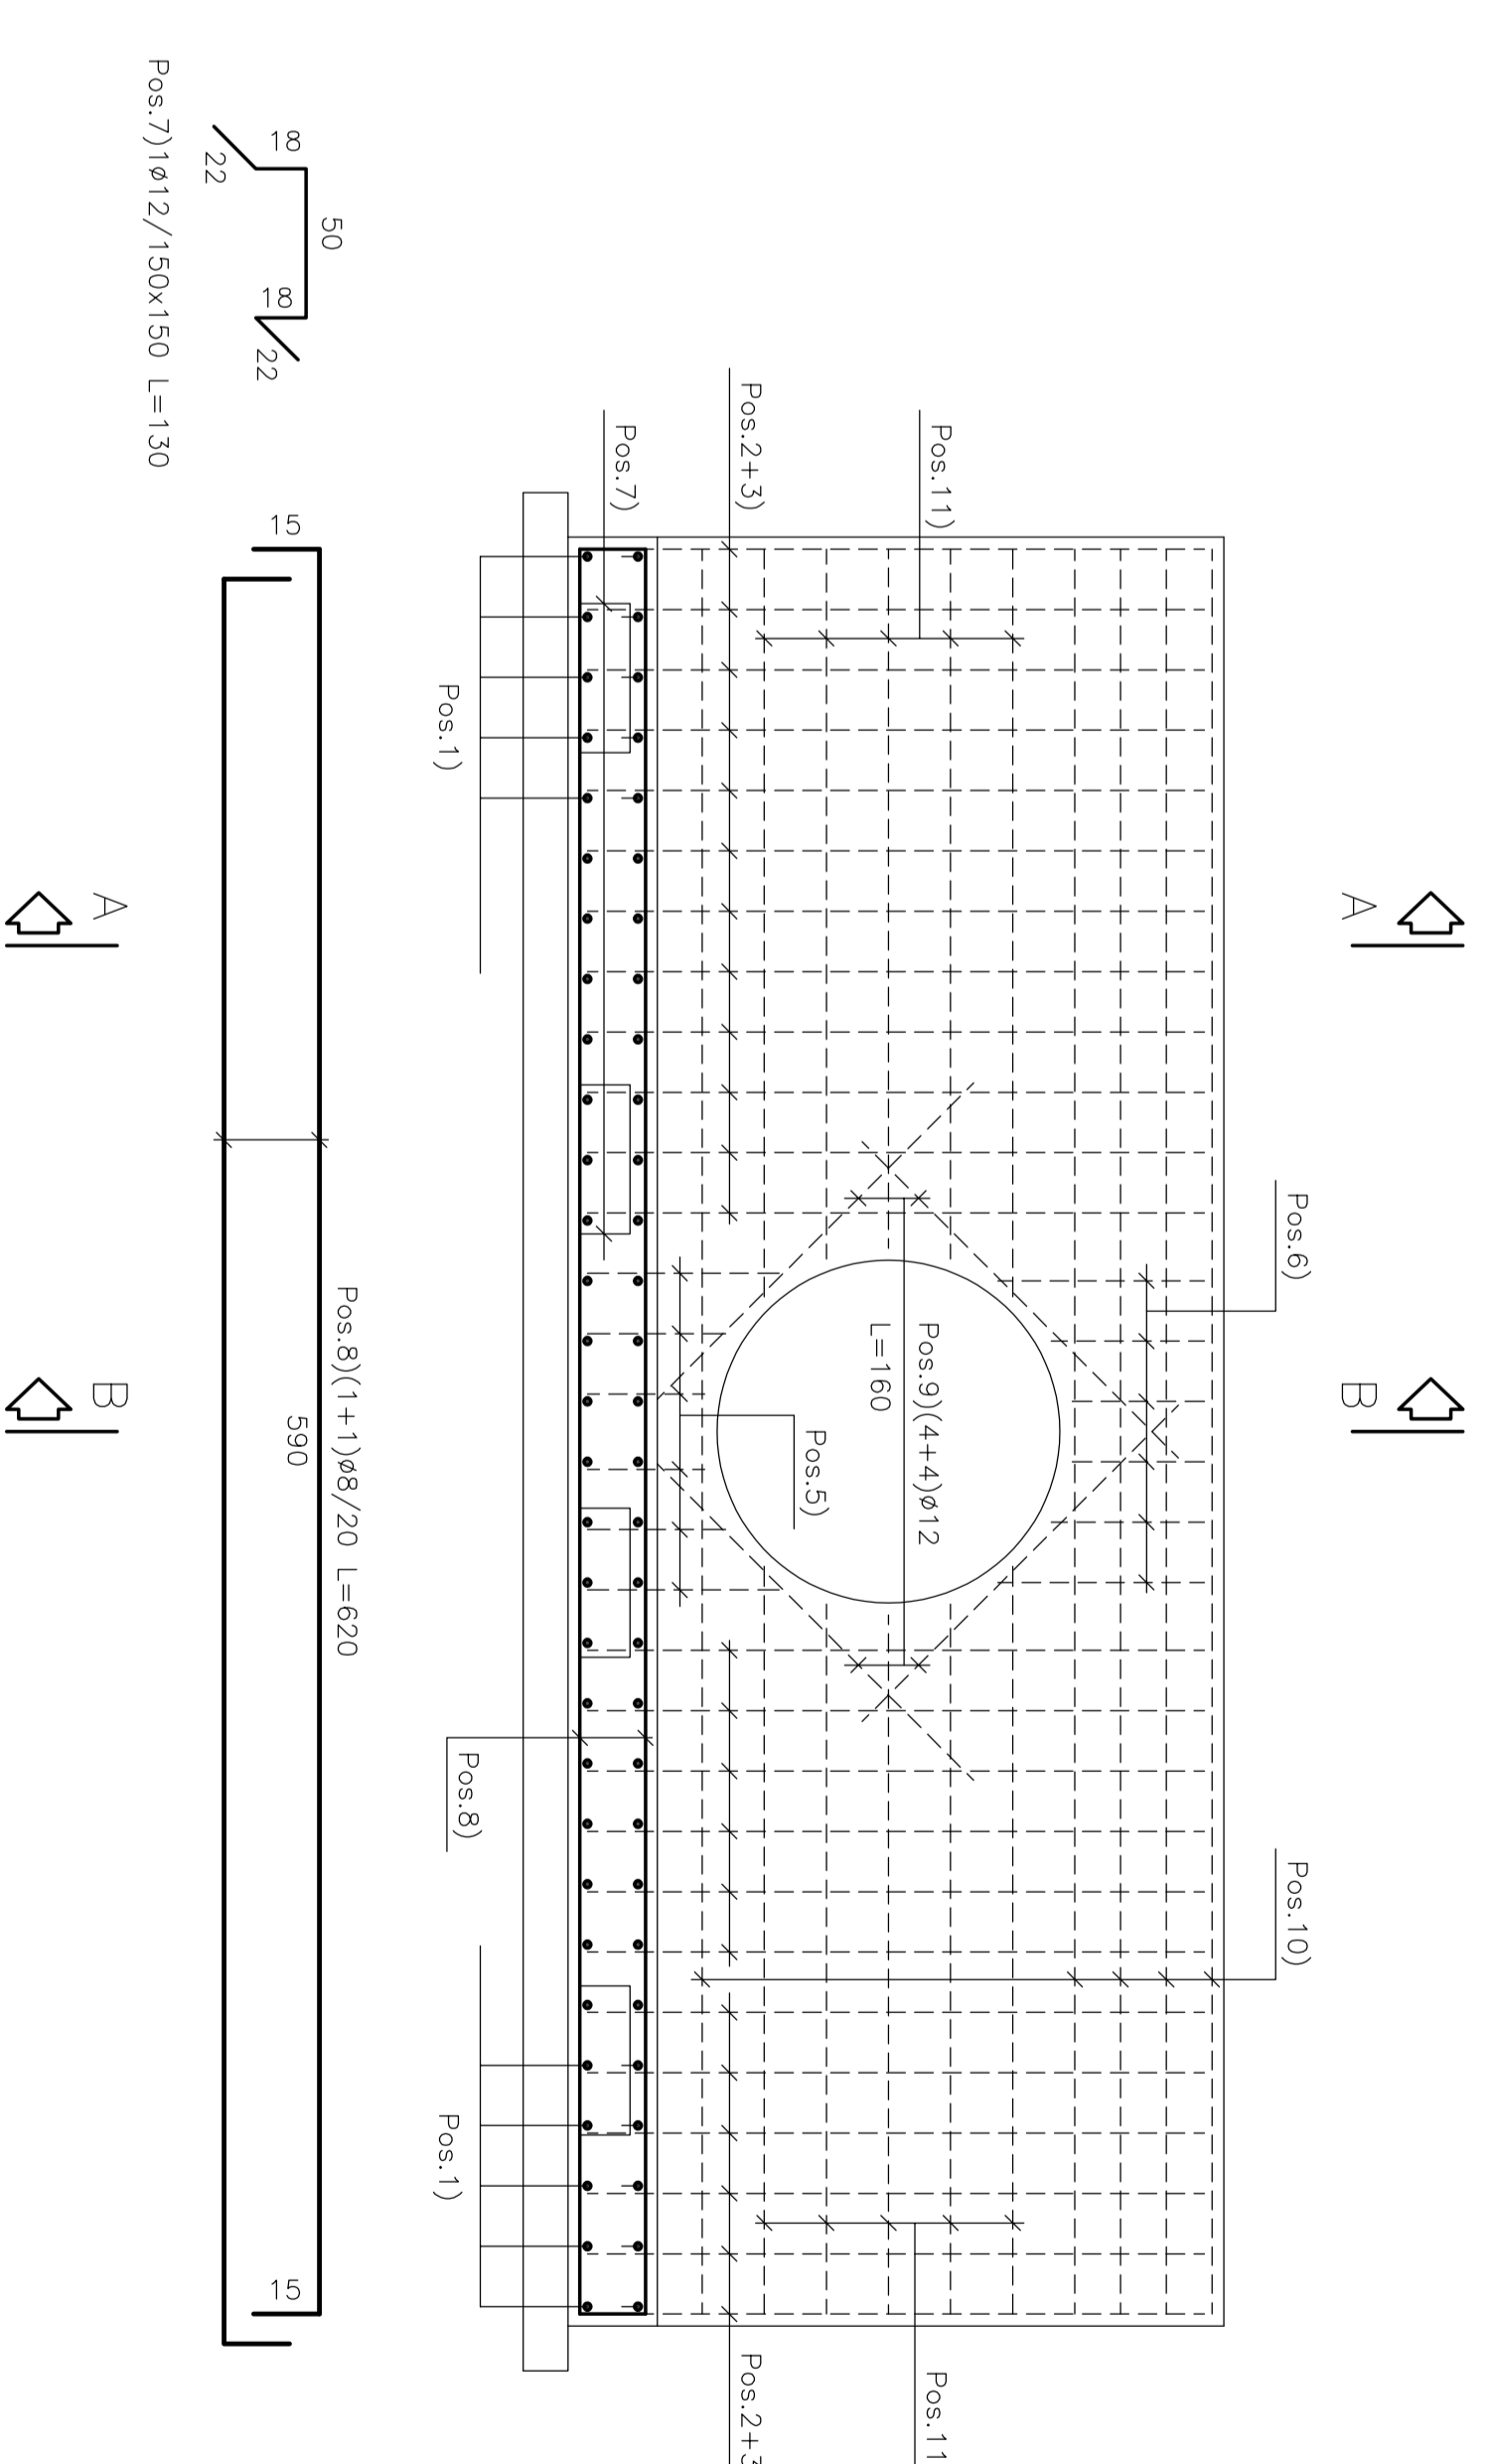 A
B
Pos.6)
Pos.10)
Pos.11)
Pos.11
Pos.9)(4+4)ø12
L=160
Pos.5)
Pos.2+3)
Pos.2+3
Pos.7)
Pos.8)
Pos.1)
Pos.1)
50
18
18
22
22
Pos.7)1ø12/150x150 L=130
Pos.8)(1+1)ø8/20 L=620
15
590
15
A
B